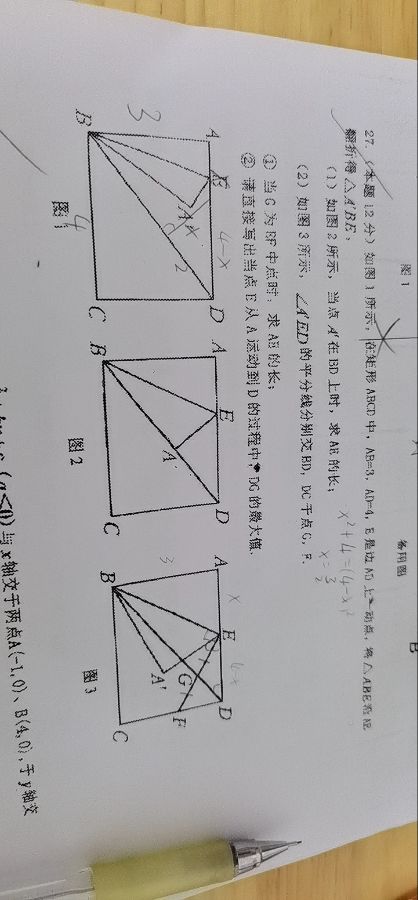 图 1
备用图
B
27. (本题12分) 如图1所示, 在矩形 ABCD 中, AB=3, AD=4, E 是边 AD 上一动点, 将△ABE 沿 BE
翻折得△A'BE,
(1) 如图2所示, 当点 A' 在 BD 上时, 求 AE 的长;
x²+4=(4-x)²
x=3/2
(2) 如图3所示, ∠A'ED 的平分线分别交 BD, DC 于点 G, F.
① 当 G 为 EF 中点时, 求 AE 的长;
② 请直接写出当点 E 从 A 运动到 D 的过程中, DG 的最大值.
A
E
D
4-x
3
A'
x
2
B
4
C
图 1
A
E
D
A'
B
C
图 2
A
x
E
4-x
D
3
G
B
A'
F
C
图 3
(a<0) 与 x 轴交于两点 A(-1,0)、B(4,0), 于 y 轴交